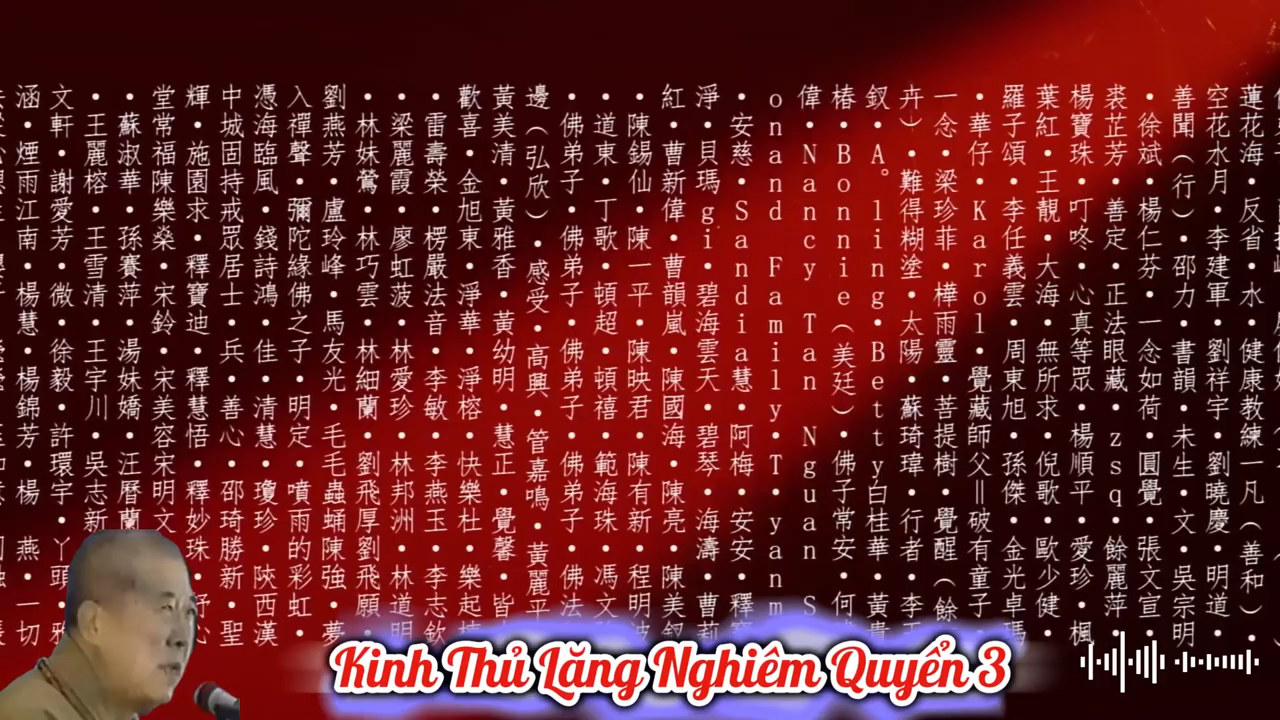 蓮花海・反省・水・健康教練一凡（善和）・
空花水月・李建軍・劉祥宇・劉曉慶・明道・
善聞（行）・邵力・書韻・未生・文・吳宗明
・徐斌・楊仁芬・一念如荷・圓覺・張文宣・
裘芷芳・善定・正法眼藏・zsq・餘麗萍・
楊寶珠・叮咚・心真等眾・楊順平・愛珍・楓
葉紅・王靚・大海・無所求・倪歌・歐少健・
羅子頌・李任義雲・周東旭・孫傑・金光卓瑪
・華仔・Karol・覺藏師父＝破有童子・
一念・梁珍菲・樺雨靈・菩提樹・覺醒（餘
卉）・難得糊塗・太陽・蘇琦瑋・行者・李
釵・A。ling・Betty白桂華・黃貴
椿・Bonnie（美廷）・佛子常安・何
偉・Nancy Tan Nguan S
onand Family・T・yanm
・安慈・Sandia慧・阿梅・安安・釋
淨・貝瑪gi・碧海雲天・碧琴・海濤・曹莉
紅・曹新偉・曹韻嵐・陳國海・陳亮・陳美釵
・陳錫仙・陳一平・陳映君・陳有新・程明
・道東・丁歌・頓超・頓禧・範海珠・馮文
・佛弟子・佛弟子・佛弟子・佛弟子・佛法
邊（弘欣）・感受・高興・管嘉鳴・黃麗平
黃美清・黃雅香・黃幼明・慧正・覺馨・皆
歡喜・金旭東・淨華・淨榕・快樂杜・樂起
・雷壽榮・楞嚴法音・李敏・李燕玉・李志欽
・梁麗霞・廖虹菠・林愛珍・林邦洲・林道明
・林妹鶯・林巧雲・林細蘭・劉飛厚劉飛願
劉燕芳・盧玲峰・馬友光・毛毛蟲蛹陳強・夢
入禪聲・彌陀緣佛之子・明定・噴雨的彩虹・
憑海臨風・錢詩鴻・佳・清慧・瓊珍・陝西漢
中城固持戒眾居士・兵・善心・邵琦勝新・聖
輝・施園求・釋寶迪・釋慧悟・釋妙珠・
堂常福陳樂燊・宋鈴・宋美容宋明文
・蘇淑華・孫賽萍・湯妹嬌・汪曆蘭
・王麗榕・王雪清・王宇川・吳志新
文軒・謝愛芳・微・徐毅・許環宇・丫頭・
涵・煙雨江南・楊慧・楊錦芳・楊 燕・一切
Kinh Thủ Lăng Nghiêm Quyển 3